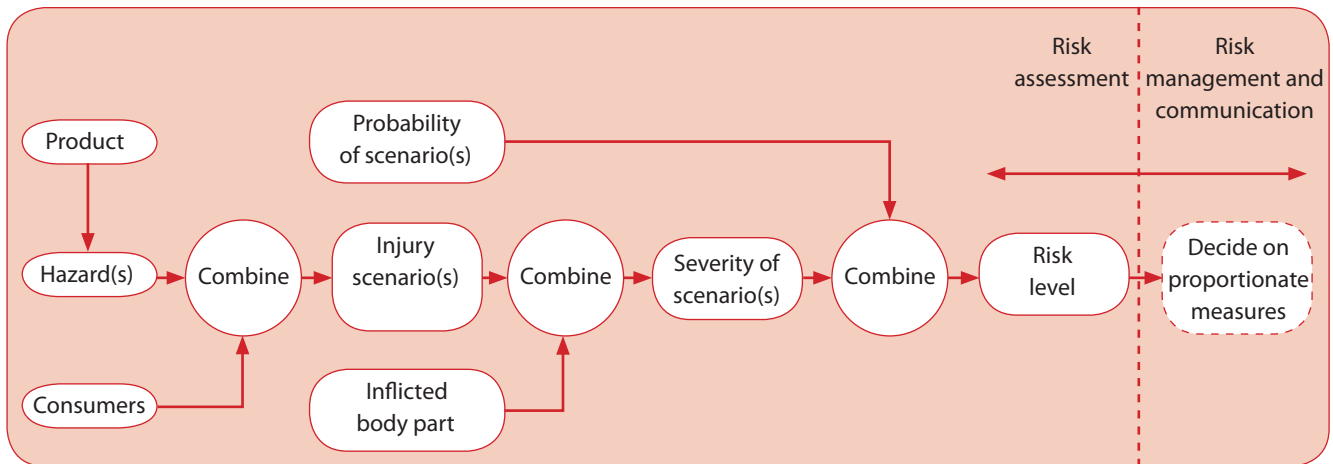 Risk
assessment
Risk
management and
communication
Product
Probability
of scenario(s)
Hazard(s)
Combine
Injury
scenario(s)
Combine
Severity of
scenario(s)
Combine
Risk
level
Decide on
proportionate
measures
Consumers
Inflicted
body part